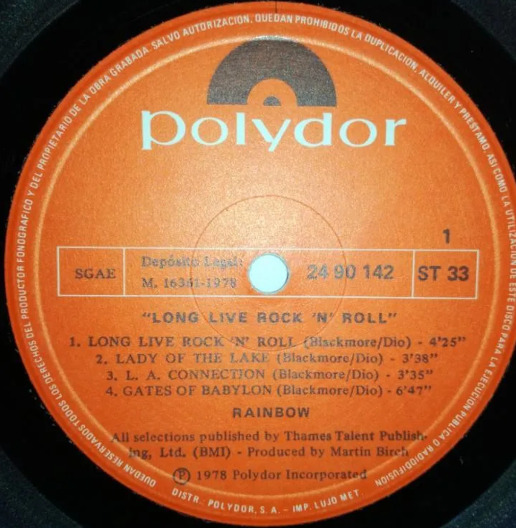 QUEDAN RESERVADOS TODOS LOS DERECHOS DEL PRODUCTOR FONOGRAFICO Y DEL PROPIETARIO DE LA OBRA GRABADA. SALVO AUTORIZACION, QUEDAN PROHIBIDOS LA DUPLICACION, ALQUILER Y PRESTAMO, ASI COMO LA UTILIZACION DE ESTE DISCO PARA LA EJECUCION PUBLICA O RADIODIFUSION
polydor
1
SGAE
Depósito Legal:
M. 16361-1978
24 90 142
ST 33
"LONG LIVE ROCK 'N' ROLL"
1. LONG LIVE ROCK 'N' ROLL (Blackmore/Dio) - 4'25"
2. LADY OF THE LAKE (Blackmore/Dio) - 3'38"
3. L. A. CONNECTION (Blackmore/Dio) - 3'35"
4. GATES OF BABYLON (Blackmore/Dio) - 6'47"
RAINBOW
All selections published by Thames Talent Publish-
ing, Ltd. (BMI) - Produced by Martin Birch
Ⓟ 1978 Polydor Incorporated
DISTR. POLYDOR, S.A. - IMP. LUJO MET